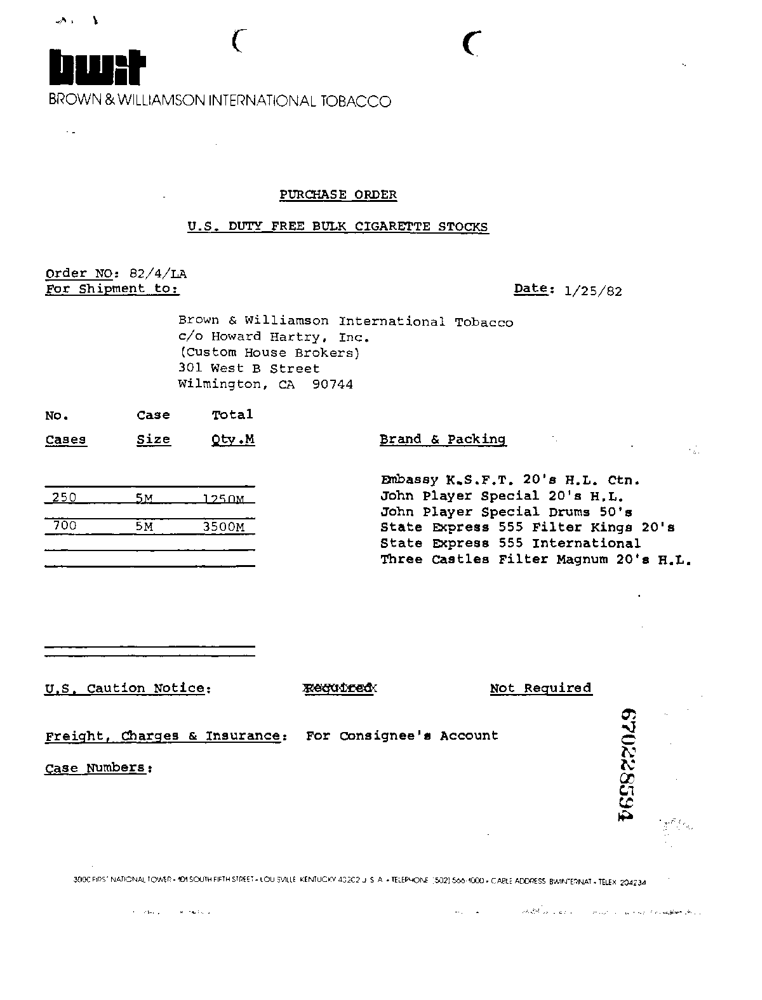 bwit
BROWN & WILLIAMSON INTERNATIONAL TOBACCO
PURCHASE ORDER
U.S. DUTY FREE BULK CIGARETTE STOCKS
Order NO: 82/4/LA
For Shipment to: Date: 1/25/82
Brown & Williamson International Tobacco
c/o Howard Hartry, Inc.
(Custom House Brokers)
301 West B Street
Wilmington, CA 90744
No. Case Total
Cases Size Qty.M Brand & Packing
Embassy K.S.F.T. 20's H.L. Ctn.
250 5M 1250M John Player Special 20's H.L.
John Player Special Drums 50's
700 5M 3500M State Express 555 Filter Kings 20's
State Express 555 International
Three Castles Filter Magnum 20's H.L.
U.S. Caution Notice: Required Not Required
Freight, Charges & Insurance: For Consignee's Account
Case Numbers:
670228594
3000 FIRST NATIONAL TOWER • 101 SOUTH FIFTH STREET • LOUISVILLE KENTUCKY 40202 U.S.A. • TELEPHONE (502) 566-1000 • CABLE ADDRESS BWINTERNAT • TELEX 204234